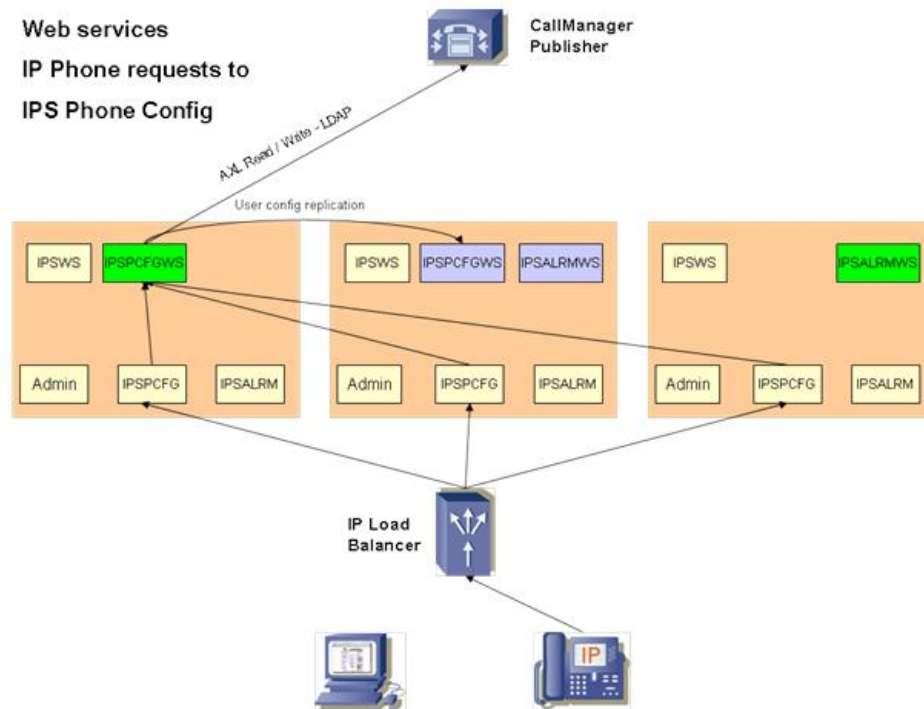 Web services
IP Phone requests to
IPS Phone Config
CallManager
Publisher
AXL Read / Write - LDAP
User config replication
IPSWS
IPSPCFGWS
IPSWS
IPSPCFGWS
IPSALRMWS
IPSWS
IPSALRMWS
Admin
IPSPCFG
IPSALRM
Admin
IPSPCFG
IPSALRM
Admin
IPSPCFG
IPSALRM
IP Load
Balancer
IP